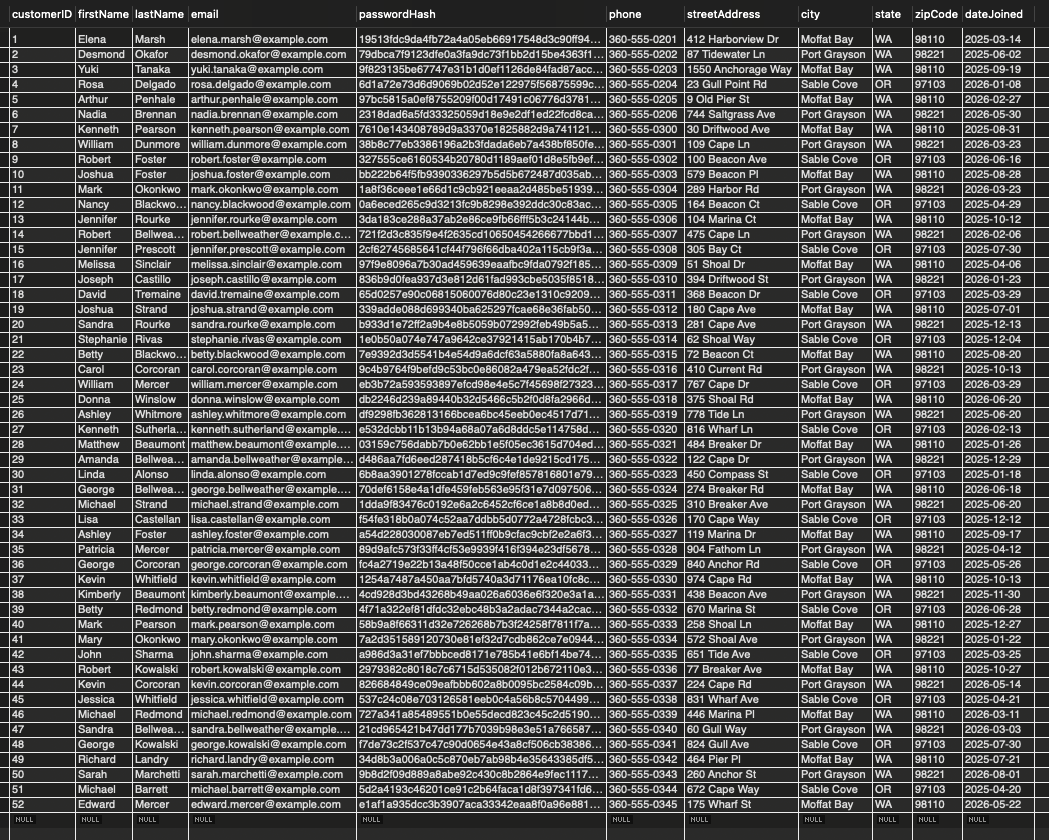 customerID firstName lastName email passwordHash phone streetAddress city state zipCode dateJoined
1 Elena Marsh elena.marsh@example.com 19513fdc9da4fb72a4a05eb66917548d3c90ff94... 360-555-0201 412 Harborview Dr Moffat Bay WA 98110 2025-03-14
2 Desmond Okafor desmond.okafor@example.com 79dbca7f9123dfe0a3fa9dc73f1bb2d15be4363f1... 360-555-0202 87 Tidewater Ln Port Grayson WA 98221 2025-06-02
3 Yuki Tanaka yuki.tanaka@example.com 9f823135be67747e31b1d0ef1126de84fad87acc... 360-555-0203 1550 Anchorage Way Moffat Bay WA 98110 2025-09-19
4 Rosa Delgado rosa.delgado@example.com 6d1a72e73d6d9069b02d52e122975f56875599c... 360-555-0204 23 Gull Point Rd Sable Cove OR 97103 2026-01-08
5 Arthur Penhale arthur.penhale@example.com 97bc5815a0ef8755209f00d17491c06776d3781... 360-555-0205 9 Old Pier St Moffat Bay WA 98110 2026-02-27
6 Nadia Brennan nadia.brennan@example.com 2318dad6a5fd33325059d18e9e2df1ed22fcd8ca... 360-555-0206 744 Saltgrass Ave Port Grayson WA 98221 2026-05-30
7 Kenneth Pearson kenneth.pearson@example.com 7610e143408789d9a3370e1825882d9a741121... 360-555-0300 30 Driftwood Ave Moffat Bay WA 98110 2025-08-31
8 William Dunmore william.dunmore@example.com 38b8c77eb3386196a2b3fdada6eb7a438bf850fe... 360-555-0301 109 Cape Ln Port Grayson WA 98221 2026-03-23
9 Robert Foster robert.foster@example.com 327555ce6160534b20780d1189aef01d8e5fb9ef... 360-555-0302 100 Beacon Ave Sable Cove OR 97103 2026-06-16
10 Joshua Foster joshua.foster@example.com bb222b64f5fb9390336297b5d5b672487d035ab... 360-555-0303 579 Beacon Pl Moffat Bay WA 98110 2025-08-28
11 Mark Okonkwo mark.okonkwo@example.com 1a8f36ceee1e66d1c9cb921eeaa2d485be51939... 360-555-0304 289 Harbor Rd Port Grayson WA 98221 2026-03-23
12 Nancy Blackwo... nancy.blackwood@example.com 0a6eced265c9d3213fc9b8298e392ddc30c83ac... 360-555-0305 164 Beacon Ct Sable Cove OR 97103 2025-04-29
13 Jennifer Rourke jennifer.rourke@example.com 3da183ce288a37ab2e86ce9fb66fff5b3c24144b... 360-555-0306 104 Marina Ct Moffat Bay WA 98110 2025-10-12
14 Robert Bellwea... robert.bellweather@example.c... 721f2d3c835f9e4f2635cd10650454266677bbd1... 360-555-0307 475 Cape Ln Port Grayson WA 98221 2026-02-06
15 Jennifer Prescott jennifer.prescott@example.com 2cf62745685641cf44f796f66dba402a115cb9f3a... 360-555-0308 305 Bay Ct Sable Cove OR 97103 2025-07-30
16 Melissa Sinclair melissa.sinclair@example.com 97f9e8096a7b30ad459639eaafbc9fda0792f185... 360-555-0309 51 Shoal Dr Moffat Bay WA 98110 2025-04-06
17 Joseph Castillo joseph.castillo@example.com 836b9d0fea937d3e812d61fad993cbe5035f8518... 360-555-0310 394 Driftwood St Port Grayson WA 98221 2026-01-23
18 David Tremaine david.tremaine@example.com 65d0257e90c06815060076d80c23e1310c9209... 360-555-0311 368 Beacon Dr Sable Cove OR 97103 2025-03-29
19 Joshua Strand joshua.strand@example.com 339adde088d699340ba625297fcae68e36fab50... 360-555-0312 180 Cape Ave Moffat Bay WA 98110 2025-07-01
20 Sandra Rourke sandra.rourke@example.com b933d1e72ff2a9b4e8b5059b072992feb49b5a5... 360-555-0313 281 Cape Ave Port Grayson WA 98221 2025-12-13
21 Stephanie Rivas stephanie.rivas@example.com 1e0b50a074e747a9642ce37921415ab170b4b7... 360-555-0314 62 Shoal Way Sable Cove OR 97103 2025-12-04
22 Betty Blackwo... betty.blackwood@example.com 7e9392d3d5541b4e54d9a6dcf63a5880fa8a643... 360-555-0315 72 Beacon Ct Moffat Bay WA 98110 2025-08-20
23 Carol Corcoran carol.corcoran@example.com 9c4b9764f9befd9c53bc0e86082a479ea52fdc2f... 360-555-0316 410 Current Rd Port Grayson WA 98221 2025-10-13
24 William Mercer william.mercer@example.com eb3b72a593593897efcd98e4e5c7f45698f27323... 360-555-0317 767 Cape Dr Sable Cove OR 97103 2026-03-29
25 Donna Winslow donna.winslow@example.com db2246d239a89440b32d5466c5b2f0d8fa2966d... 360-555-0318 375 Shoal Rd Moffat Bay WA 98110 2026-06-20
26 Ashley Whitmore ashley.whitmore@example.com df9298fb362813166bcea6bc45eeb0ec4517d71... 360-555-0319 778 Tide Ln Port Grayson WA 98221 2026-06-20
27 Kenneth Sutherla... kenneth.sutherland@example.... e532dcbb11b13b94a68a07a6d8ddc5e114758d... 360-555-0320 816 Wharf Ln Sable Cove OR 97103 2026-02-13
28 Matthew Beaumont matthew.beaumont@example.... 03159c756dabb7b0e62bb1e5f05ec3615d704ed... 360-555-0321 484 Breaker Dr Moffat Bay WA 98110 2025-01-26
29 Amanda Bellwea... amanda.bellweather@example.c... d486aa7fd6eed287418b5cf6edf4c1de9215cd175... 360-555-0322 122 Cape Dr Port Grayson WA 98221 2025-12-29
30 Linda Alonso linda.alonso@example.com 6b8aa3901278fccab1d7ed9c9fef857816801e79... 360-555-0323 450 Compass St Sable Cove OR 97103 2025-01-18
31 George Bellwea... george.bellweather@example.... 70def6158e4a1dfe459feb563e95f31e7d097506... 360-555-0324 274 Breaker Rd Moffat Bay WA 98110 2026-06-18
32 Michael Strand michael.strand@example.com 1dda9f83476c0192e6a2c6452cf6ce1a8b8d0ed... 360-555-0325 310 Breaker Ave Port Grayson WA 98221 2025-06-20
33 Lisa Castellan lisa.castellan@example.com f54fe318b0a074c52aa7ddbb5d0772a4728fcbc3... 360-555-0326 170 Cape Way Sable Cove OR 97103 2025-12-12
34 Ashley Foster ashley.foster@example.com a54d228030087eb7ed511ff0b9cfac9cbf2e2a6f3... 360-555-0327 119 Marina Dr Moffat Bay WA 98110 2025-09-17
35 Patricia Mercer patricia.mercer@example.com 89d9afc573f33ff4cf53e9939f416f394e23df5678... 360-555-0328 904 Fathom Ln Port Grayson WA 98221 2025-04-12
36 George Corcoran george.corcoran@example.com fc4a2719e22b13a48f50cce1ab4c0d1e2c44033... 360-555-0329 840 Anchor Rd Sable Cove OR 97103 2025-05-26
37 Kevin Whitfield kevin.whitfield@example.com 1254a7487a450aa7bfd5740a3d71176ea10fc8c... 360-555-0330 974 Cape Rd Moffat Bay WA 98110 2025-10-13
38 Kimberly Beaumont kimberly.beaumont@example.... 4cd928d3bd43268b49aa026a6036e6f320e3a1a... 360-555-0331 438 Beacon Ave Port Grayson WA 98221 2025-11-30
39 Betty Redmond betty.redmond@example.com 4f71a322ef81dfdc32ebc48b3a2adac7344a2cac... 360-555-0332 670 Marina St Sable Cove OR 97103 2026-06-28
40 Mark Pearson mark.pearson@example.com 58b9a8f66311d32e726268b7b3f24258f7811f7a... 360-555-0333 258 Shoal Ln Moffat Bay WA 98110 2025-12-27
41 Mary Okonkwo mary.okonkwo@example.com 7a2d351589120730e81ef32d7cdb862ce7e0944... 360-555-0334 572 Shoal Ave Port Grayson WA 98221 2025-01-22
42 John Sharma john.sharma@example.com a986d3a31ef7bbbced8171e785b41e6bf14be74... 360-555-0335 651 Tide Ave Sable Cove OR 97103 2025-03-25
43 Robert Kowalski robert.kowalski@example.com 2979382c8018c7c6715d535082f012b672110e3... 360-555-0336 77 Breaker Ave Moffat Bay WA 98110 2025-10-27
44 Kevin Corcoran kevin.corcoran@example.com 826684849ce09eafbbb602a8b0095bc2584c09b... 360-555-0337 224 Cape Rd Port Grayson WA 98221 2026-05-14
45 Jessica Whitfield jessica.whitfield@example.com 537c24c08e703126581eeb0c4a56b8c5704499... 360-555-0338 831 Wharf Ave Sable Cove OR 97103 2025-04-21
46 Michael Redmond michael.redmond@example.com 727a341a85489551b0e55decd823c45c2d5190... 360-555-0339 446 Marina Pl Moffat Bay WA 98110 2026-03-11
47 Sandra Bellwea... sandra.bellweather@example.c... 21cd965421b47dd177b7039b98e3e51a766587... 360-555-0340 60 Gull Way Port Grayson WA 98221 2026-03-03
48 George Kowalski george.kowalski@example.com f7de73c2f537c47c90d0654e43a8cf506cb38386... 360-555-0341 824 Gull Ave Sable Cove OR 97103 2025-07-30
49 Richard Landry richard.landry@example.com 34d8b3a006a0c5c870eb7ab98b4e35643385df5... 360-555-0342 464 Pier Pl Moffat Bay WA 98110 2025-07-21
50 Sarah Marchetti sarah.marchetti@example.com 9b8d2f09d889a8abe92c430c8b2864e9fec1117... 360-555-0343 260 Anchor St Port Grayson WA 98221 2026-08-01
51 Michael Barrett michael.barrett@example.com 5d2a4193c46201ce91c2b64faca1d8f397341fd6... 360-555-0344 672 Cape Way Sable Cove OR 97103 2025-04-20
52 Edward Mercer edward.mercer@example.com e1af1a935dcc3b3907aca33342eaa8f0a96e881... 360-555-0345 175 Wharf St Moffat Bay WA 98110 2026-05-22
NULL NULL NULL NULL NULL NULL NULL NULL NULL NULL NULL